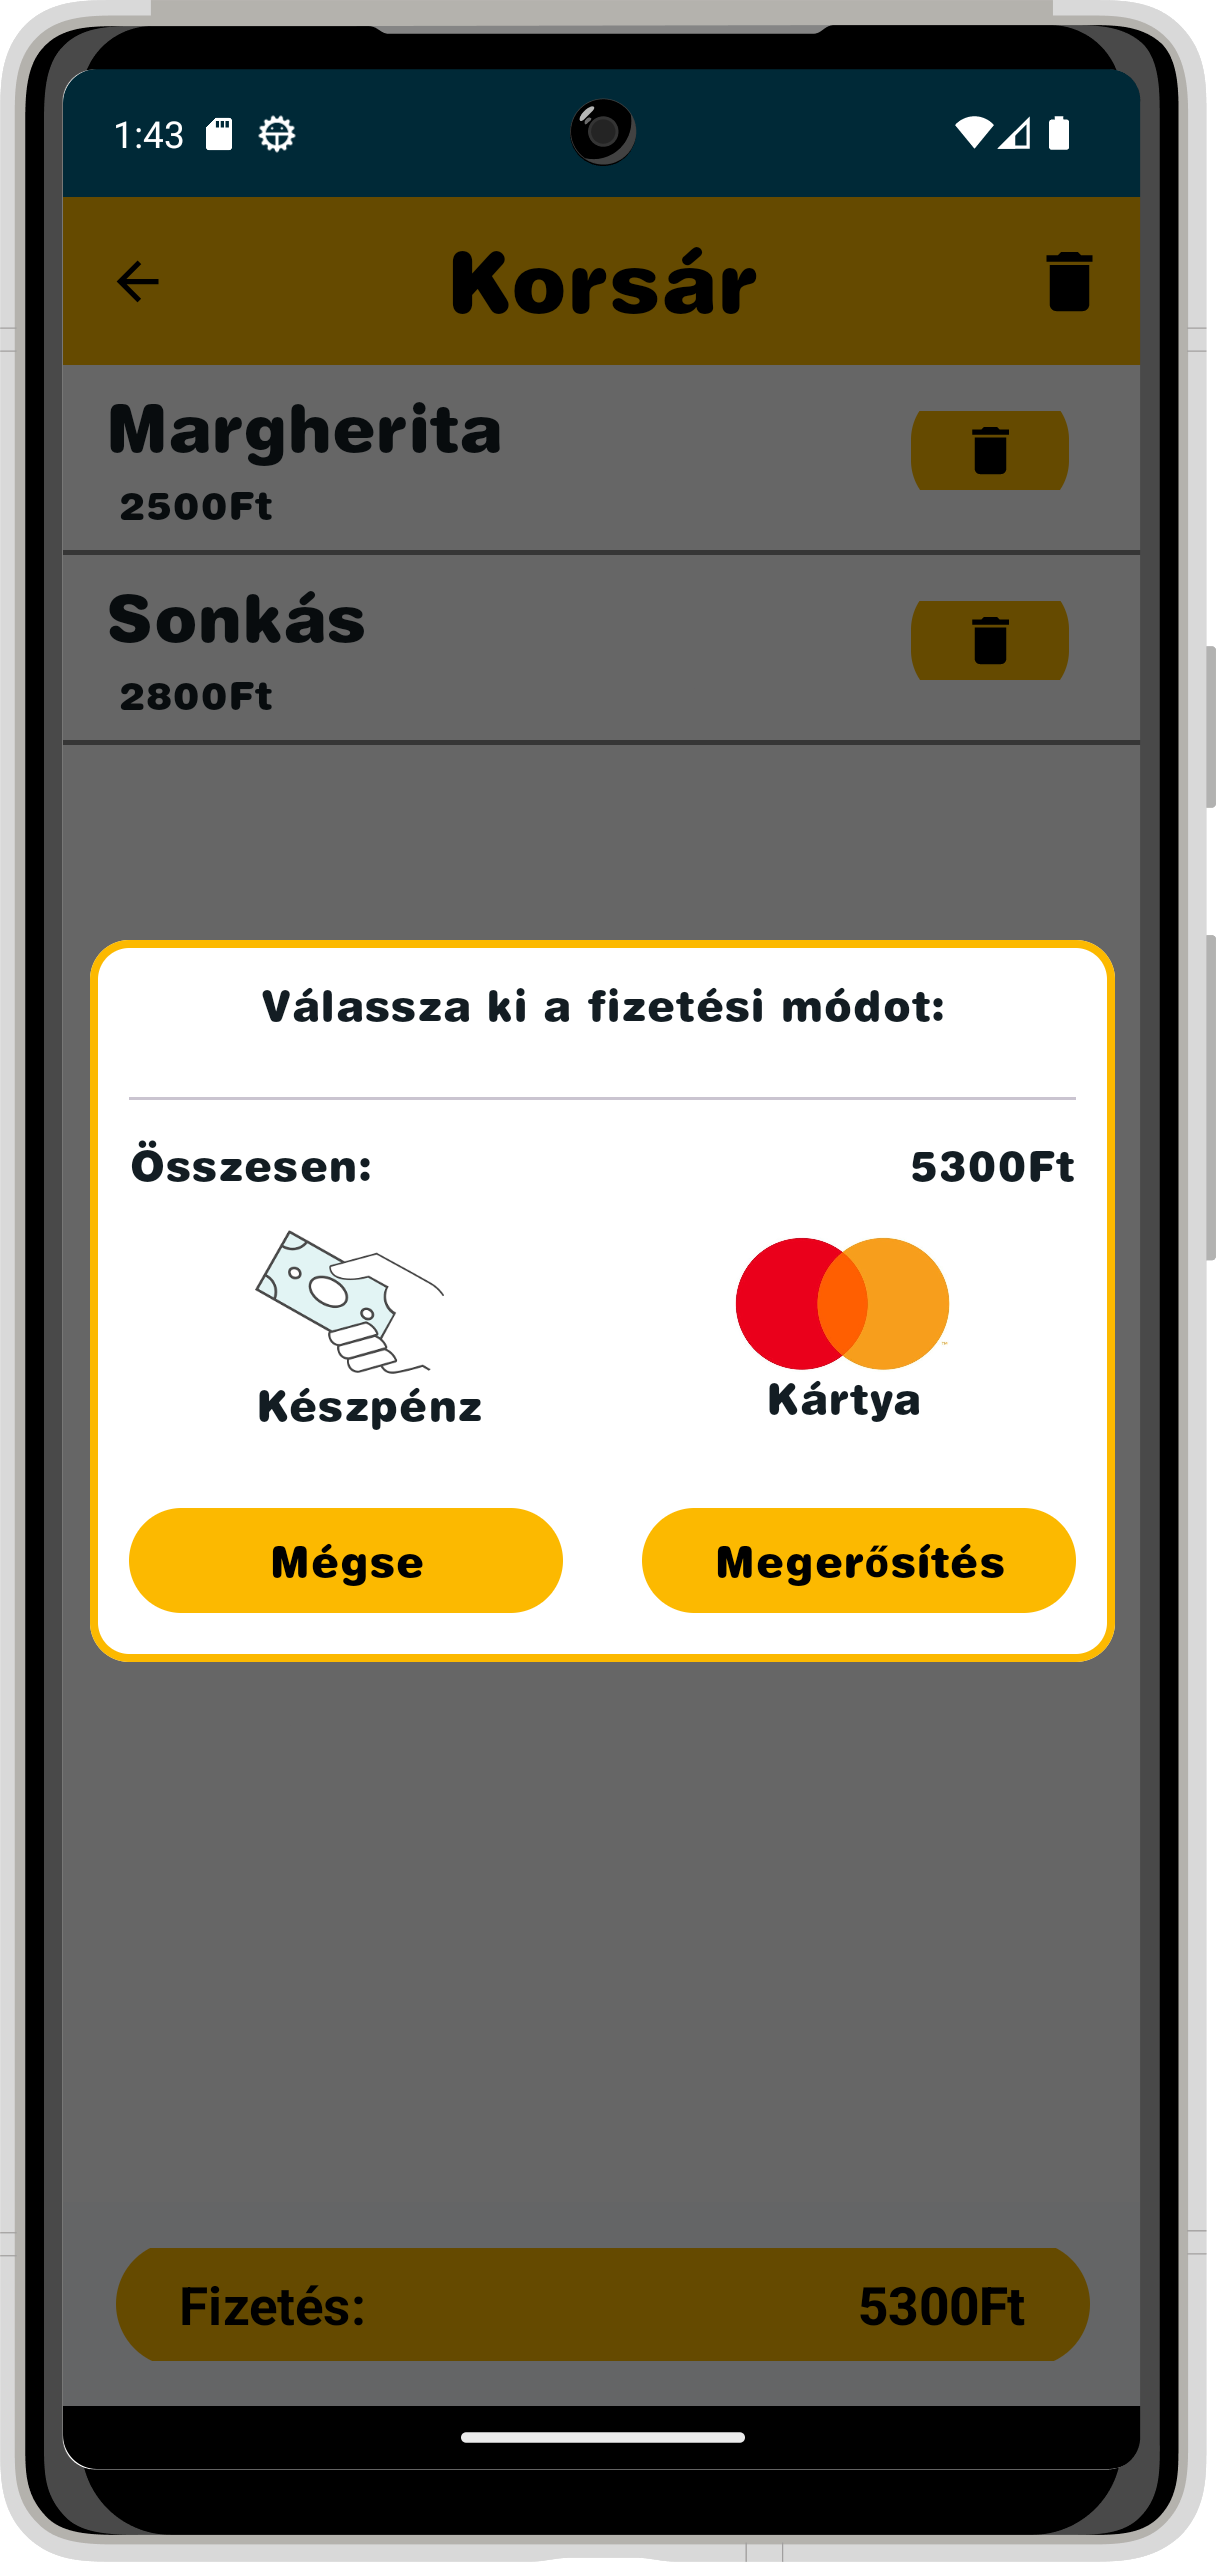 1:43
Korsár
Margherita
2500Ft
Sonkás
2800Ft
Válassza ki a fizetési módot:
Összesen: 5300Ft
Készpénz Kártya
Mégse Megerősítés
Fizetés: 5300Ft